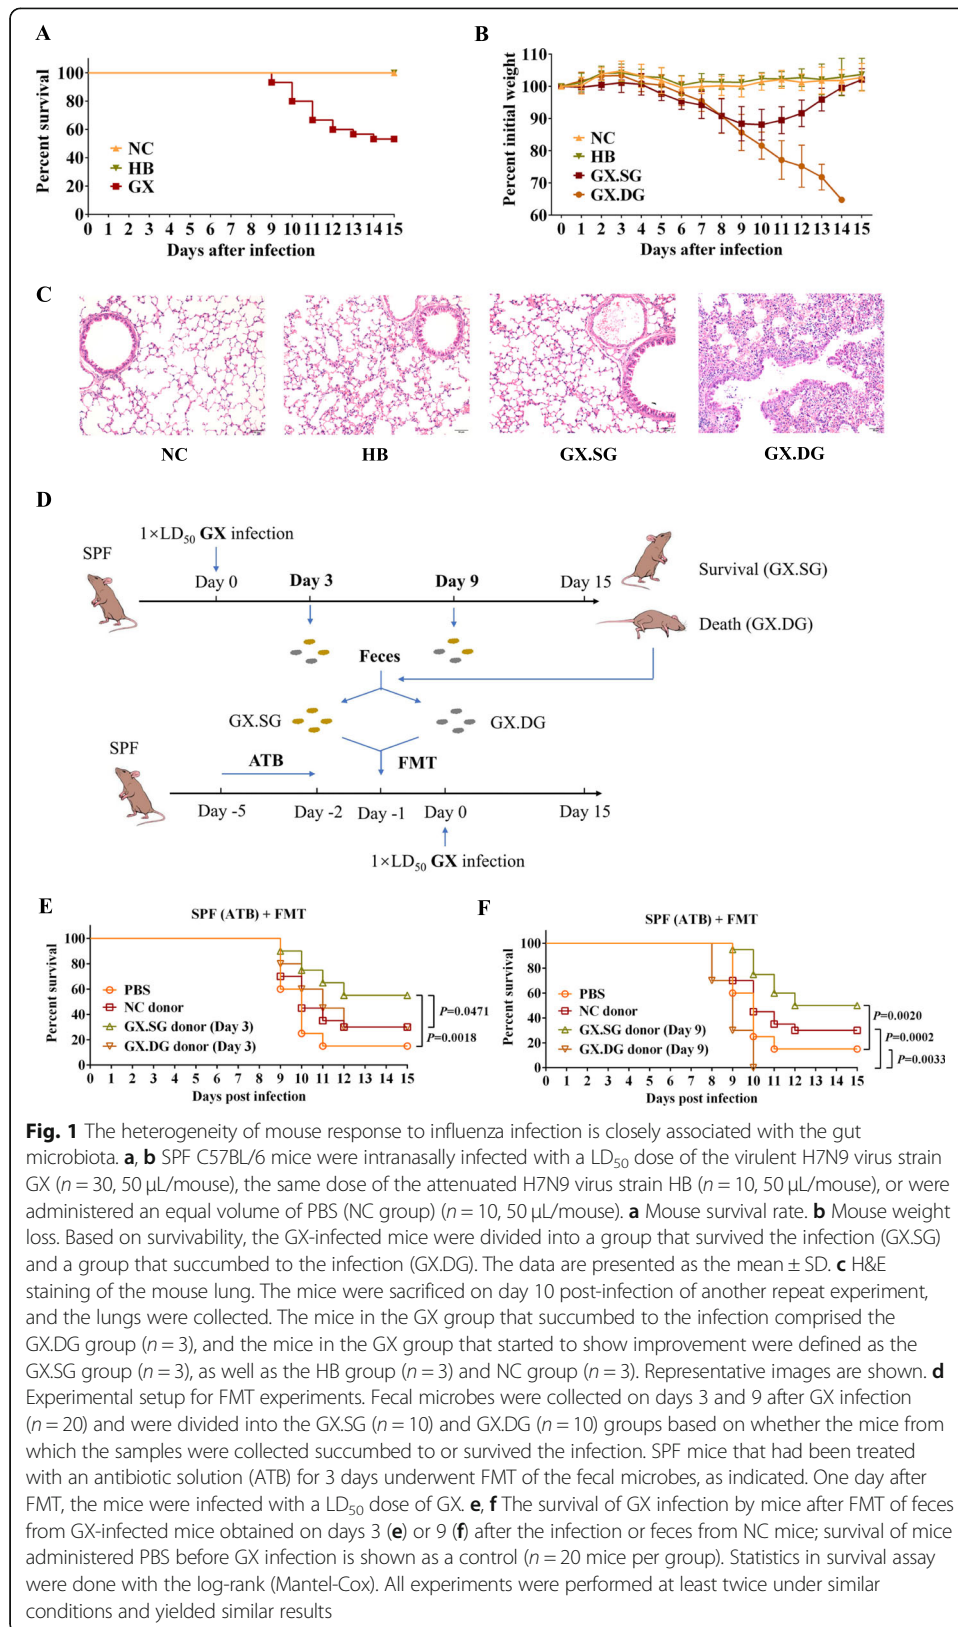 A
Percent survival
100
80
60
40
20
0
NC
HB
GX
0 1 2 3 4 5 6 7 8 9 10 11 12 13 14 15
Days after infection
B
Percent initial weight
110
100
90
80
70
60
NC
HB
GX.SG
GX.DG
0 1 2 3 4 5 6 7 8 9 10 11 12 13 14 15
Days after infection
C
NC
HB
GX.SG
GX.DG
D
1×LD50 GX infection
SPF
Day 0
Day 3
Day 9
Day 15
Survival (GX.SG)
Death (GX.DG)
Feces
GX.SG
GX.DG
SPF
ATB
FMT
Day -5
Day -2
Day -1
Day 0
Day 15
1×LD50 GX infection
E
SPF (ATB) + FMT
Percent survival
100
80
60
40
20
0
PBS
NC donor
GX.SG donor (Day 3)
GX.DG donor (Day 3)
P=0.0471
P=0.0018
0 1 2 3 4 5 6 7 8 9 10 11 12 13 14 15
Days post infection
F
SPF (ATB) + FMT
Percent survival
100
80
60
40
20
0
PBS
NC donor
GX.SG donor (Day 9)
GX.DG donor (Day 9)
P=0.0020
P=0.0002
P=0.0033
0 1 2 3 4 5 6 7 8 9 10 11 12 13 14 15
Days post infection
Fig. 1 The heterogeneity of mouse response to influenza infection is closely associated with the gut
microbiota. a, b SPF C57BL/6 mice were intranasally infected with a LD50 dose of the virulent H7N9 virus strain
GX (n = 30, 50 μL/mouse), the same dose of the attenuated H7N9 virus strain HB (n = 10, 50 μL/mouse), or were
administered an equal volume of PBS (NC group) (n = 10, 50 μL/mouse). a Mouse survival rate. b Mouse weight
loss. Based on survivability, the GX-infected mice were divided into a group that survived the infection (GX.SG)
and a group that succumbed to the infection (GX.DG). The data are presented as the mean ± SD. c H&E
staining of the mouse lung. The mice were sacrificed on day 10 post-infection of another repeat experiment,
and the lungs were collected. The mice in the GX group that succumbed to the infection comprised the
GX.DG group (n = 3), and the mice in the GX group that started to show improvement were defined as the
GX.SG group (n = 3), as well as the HB group (n = 3) and NC group (n = 3). Representative images are shown. d
Experimental setup for FMT experiments. Fecal microbes were collected on days 3 and 9 after GX infection
(n = 20) and were divided into the GX.SG (n = 10) and GX.DG (n = 10) groups based on whether the mice from
which the samples were collected succumbed to or survived the infection. SPF mice that had been treated
with an antibiotic solution (ATB) for 3 days underwent FMT of the fecal microbes, as indicated. One day after
FMT, the mice were infected with a LD50 dose of GX. e, f The survival of GX infection by mice after FMT of feces
from GX-infected mice obtained on days 3 (e) or 9 (f) after the infection or feces from NC mice; survival of mice
administered PBS before GX infection is shown as a control (n = 20 mice per group). Statistics in survival assay
were done with the log-rank (Mantel-Cox). All experiments were performed at least twice under similar
conditions and yielded similar results